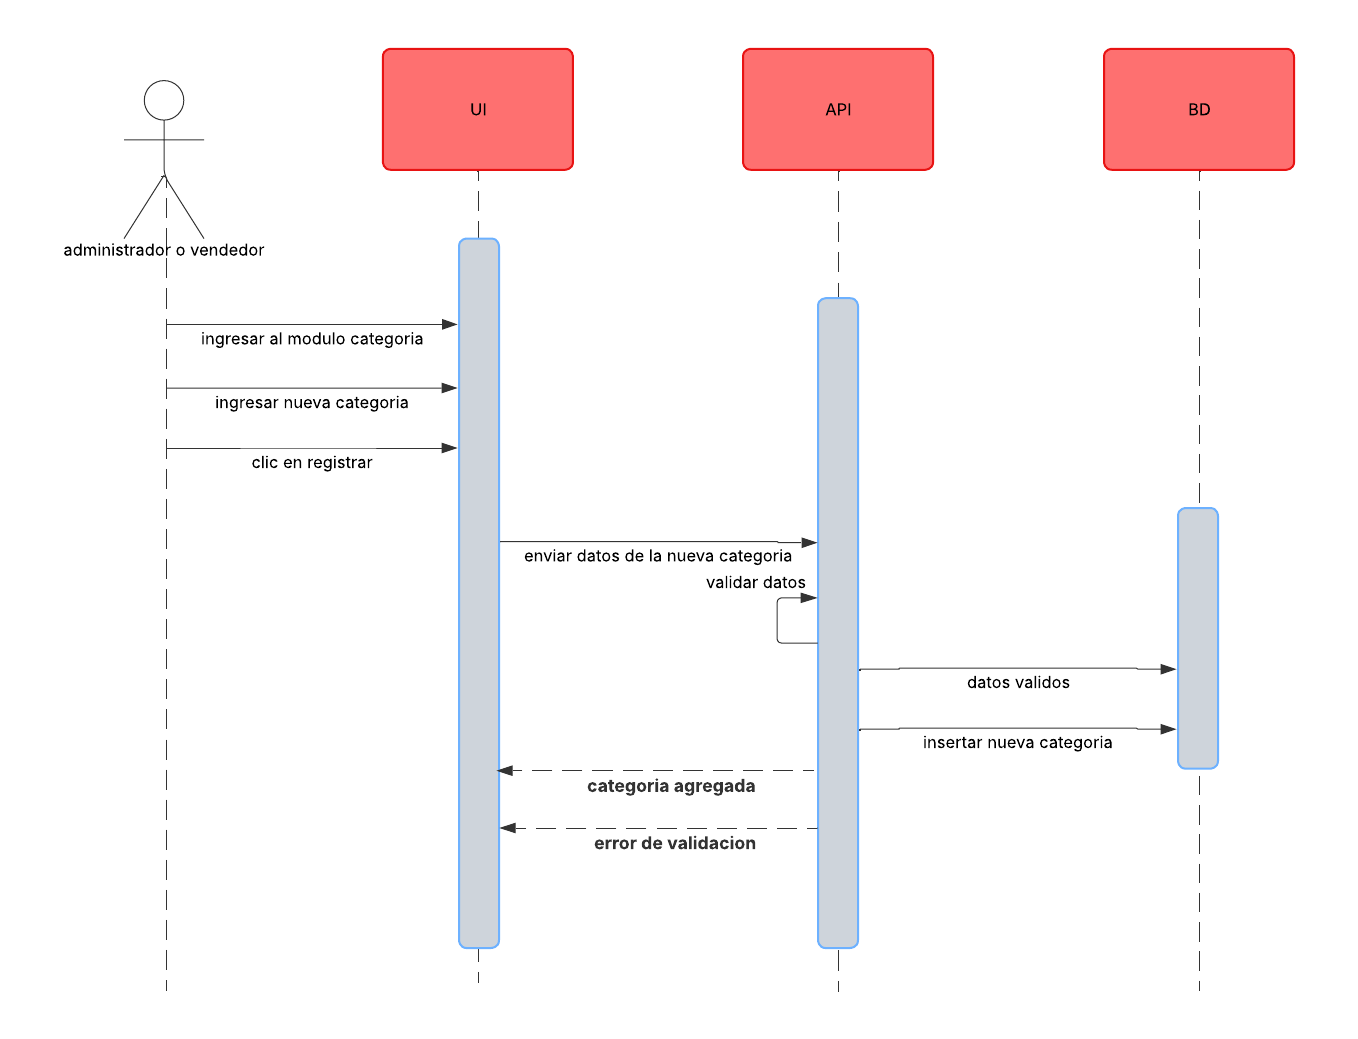 UI
API
BD
administrador o vendedor
ingresar al modulo categoria
ingresar nueva categoria
clic en registrar
enviar datos de la nueva categoria
validar datos
datos validos
insertar nueva categoria
categoria agregada
error de validacion